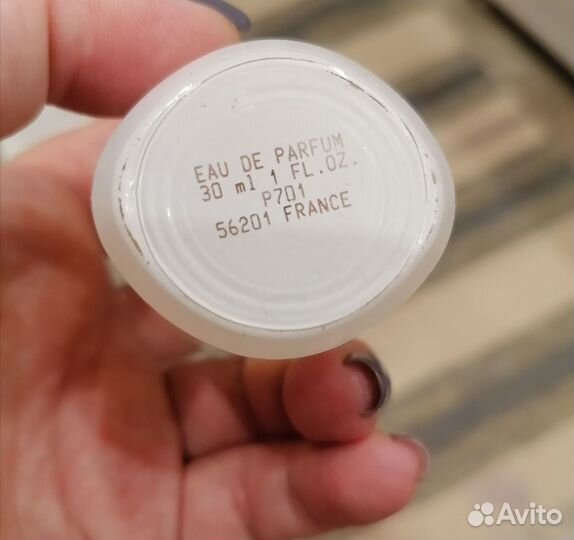 EAU DE PARFUM
30 ml 1 FL.OZ.
P701
56201 FRANCE
Avito